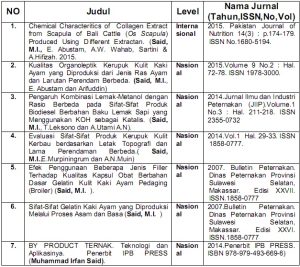 NO. Judul Level Nama Jurnal (Tahun,ISSN,No,Vol)
1. Chemical Characteritics of Collagen Extract from Scapula of Bali Cattle (Os Scapula) Produced Using Different Extractan. (Said, M.I., E. Abustam, A.W. Wahab, Sartini & A.Hifizah. 2015.
Internasional
2015. Pakistan Journal of Nutrition 14(3) : p.174-179. ISSN No.1680-5194.
2. Kualitas Organoleptik Kerupuk Kulit Kaki Ayam yang Diproduksi dari Jenis Ras Ayam dan Larutan Perendam Berbeda. (Said, M.I., E. Abustam dan Arifuddin)
Nasional
2015.Volume 9 No.2 : Hal. 72-78. ISSN 1978-3000.
3. Pengaruh Kombinasi Lemak-Metanol dengan Rasio Berbeda pada Sifat-Sifat Produk Biodiesel Berbahan Baku Lemak Sapi yang Menggunakan KOH sebagai Katalis. (Said, M.I.,T.Leksono dan A.Utami A.N).
Nasional
2014.Jurnal Ilmu dan Industri Peternakan (JIIP).Volume.1 No.3 : Hal. 211-218. ISSN 2355-0732
4. Evaluasi Sifat-Sifat Produk Kerupuk Kulit Kerbau berdasarkan Letak Topografi dan Lama Perendaman Berbeda.( Said, M.I.E.Murpiningrum dan A.N.Muin)
Nasional
2014.Vol.1 Hal. 29-33. ISSN 1858-0777.
5. Efek Penggunaan Beberapa Jenis Filler Terhadap Kualitas Kapsul Obat Berbahan Dasar Gelatin Kulit Kaki Ayam Pedaging (Broiler) (Said, M.I. )
Nasional
2007. Buletin Peternakan. Dinas Peternakan Provinsi Sulawesi Selatan, Makassar. Edisi XXVII. ISSN.1858-0777
6. Sifat-Sifat Gelatin Kaki Ayam yang Diproduksi Melalui Proses Asam dan Basa (Said, M.I. )
Nasional
2007.Buletin Peternakan. Dinas Peternakan Provinsi Sulawesi Selatan, Makassar. Edisi XXVI. ISSN.1858-0777
7. BY PRODUCT TERNAK. Teknologi dan Aplikasinya. Penerbit IPB PRESS (Muhammad Irfan Said).
Nasional
2014.Penerbit IPB PRESS. ISBN 978-979-493-669-6)